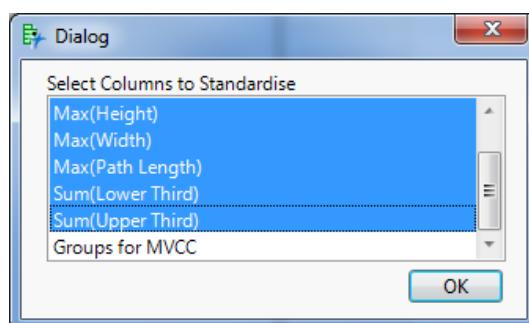 Dialog
Select Columns to Standardise
Max(Height)
Max(Width)
Max(Path Length)
Sum(Lower Third)
Sum(Upper Third)
Groups for MVCC
OK